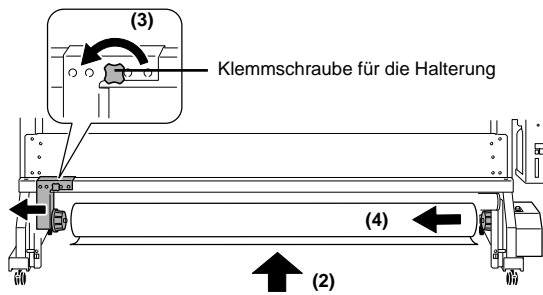 (3)
Klemmschraube für die Halterung
(4)
(2)